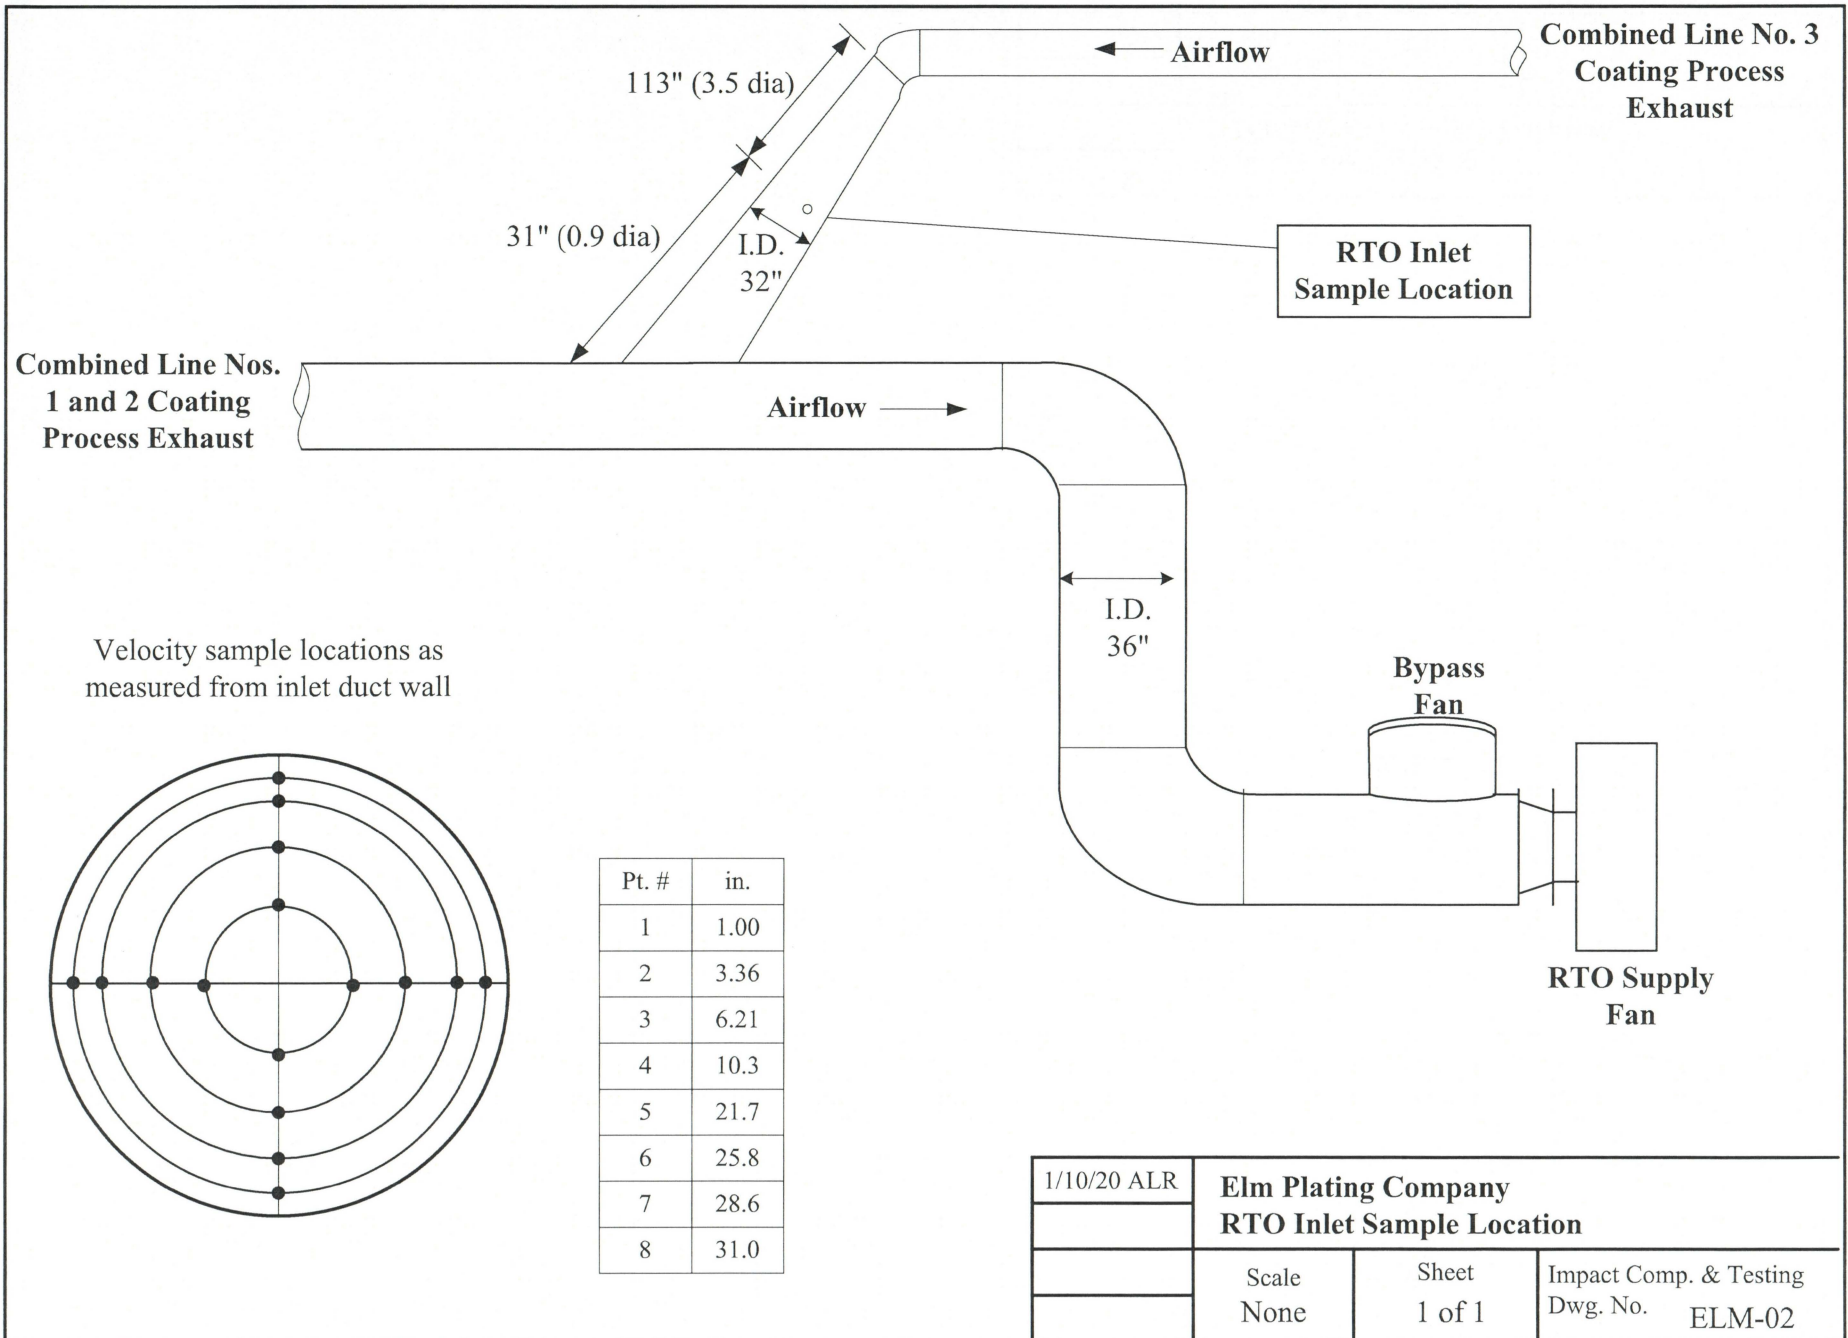 Combined Line No. 3
Coating Process
Exhaust
Airflow
113" (3.5 dia)
31" (0.9 dia)
I.D.
32"
RTO Inlet
Sample Location
Combined Line Nos.
1 and 2 Coating
Process Exhaust
Airflow
I.D.
36"
Bypass
Fan
RTO Supply
Fan
Velocity sample locations as
measured from inlet duct wall
Pt. # in.
1 1.00
2 3.36
3 6.21
4 10.3
5 21.7
6 25.8
7 28.6
8 31.0
1/10/20 ALR
Elm Plating Company
RTO Inlet Sample Location
Scale
None
Sheet
1 of 1
Impact Comp. & Testing
Dwg. No. ELM-02